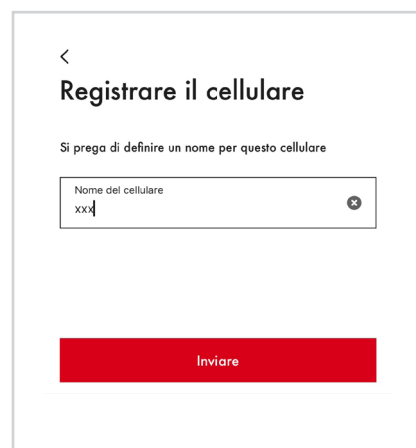 Registrare il cellulare
Si prega di definire un nome per questo cellulare
Nome del cellulare
xxx
Inviare